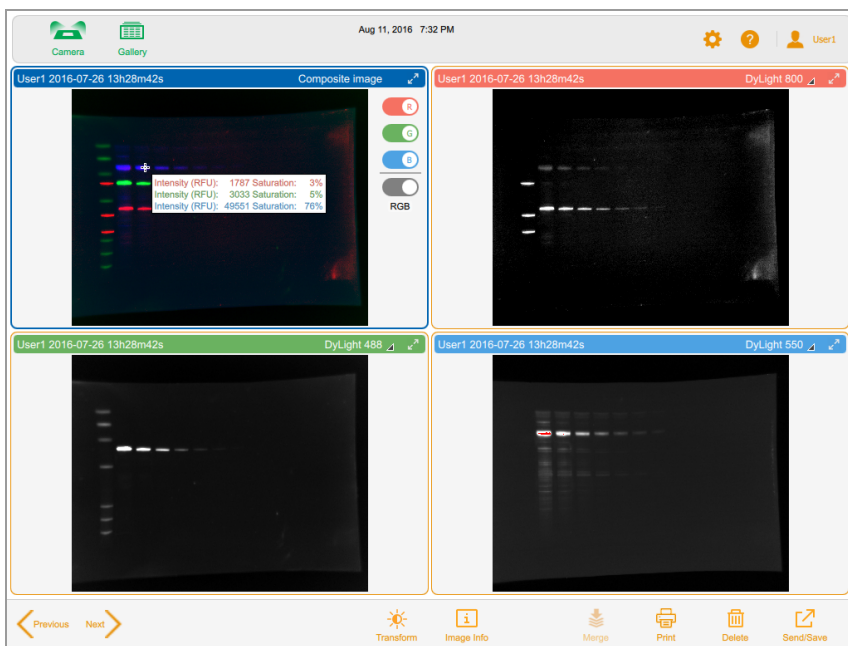 Aug 11, 2016 7:32 PM
Camera
Gallery
?
User1
User1 2016-07-26 13h28m42s Composite image
User1 2016-07-26 13h28m42s DyLight 800
R
G
B
RGB
Intensity (RFU): 1787 Saturation: 3%
Intensity (RFU): 3033 Saturation: 5%
Intensity (RFU): 49551 Saturation: 76%
User1 2016-07-26 13h28m42s DyLight 488
User1 2016-07-26 13h28m42s DyLight 550
Previous Next
Transform
i
Image Info
Merge
Print
Delete
Send/Save